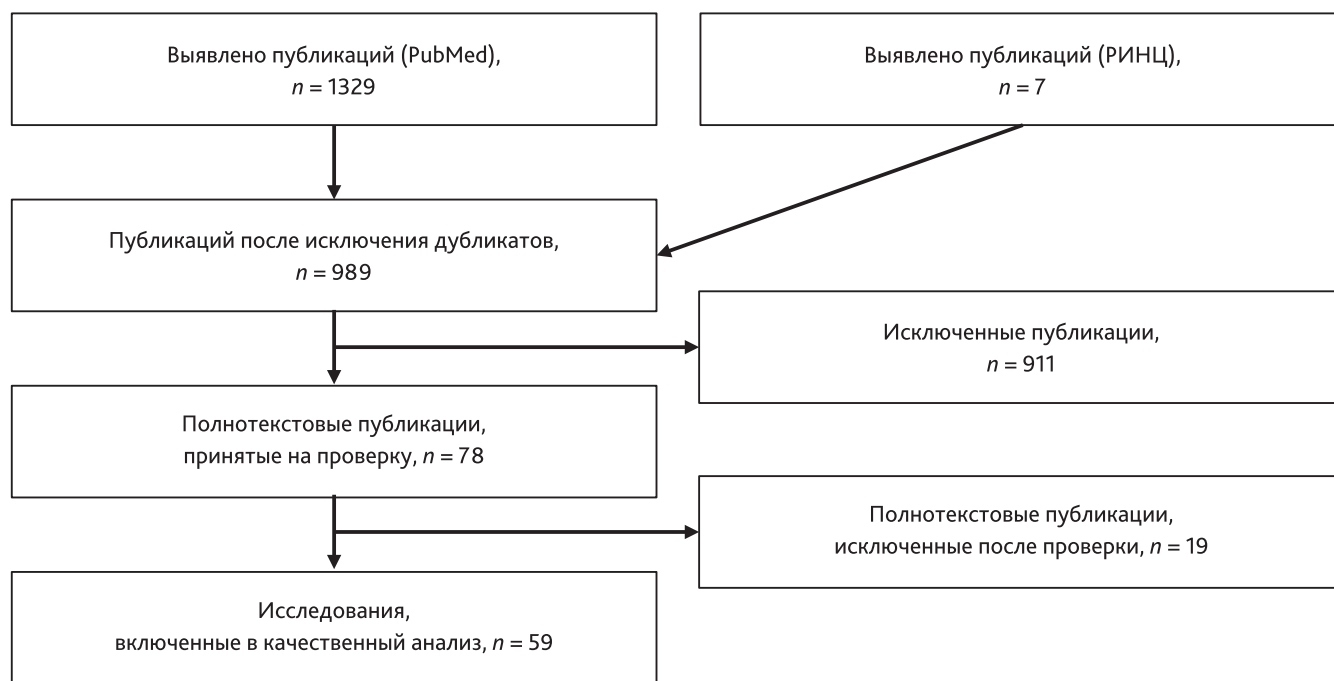 Выявлено публикаций (PubMed),
n = 1329
Выявлено публикаций (РИНЦ),
n = 7
Публикаций после исключения дубликатов,
n = 989
Исключенные публикации,
n = 911
Полнотекстовые публикации,
принятые на проверку, n = 78
Полнотекстовые публикации,
исключенные после проверки, n = 19
Исследования,
включенные в качественный анализ, n = 59